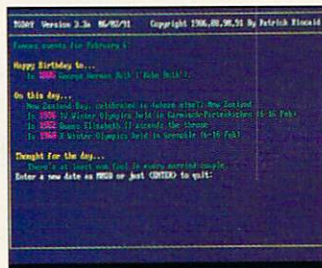 TODAY Version 3.3a 06/02/91 Copyright 1986,88,90,91 By Patrick Kincaid
Famous events for February 6:
Happy Birthday to...
In 1895 George Herman Ruth ('Babe Ruth').
On this day...
New Zealand Day, celebrated in (where else?) New Zealand
In 1936 IV Winter Olympics held in Garmisch-Partenkirchen (6-16 Feb)
In 1952 Queen Elizabeth II ascends the throne
In 1968 X Winter Olympics held in Grenoble (6-16 Feb)
Thought for the day...
There's at least one fool in every married couple.
Enter a new date as MMDD or just <ENTER> to quit: